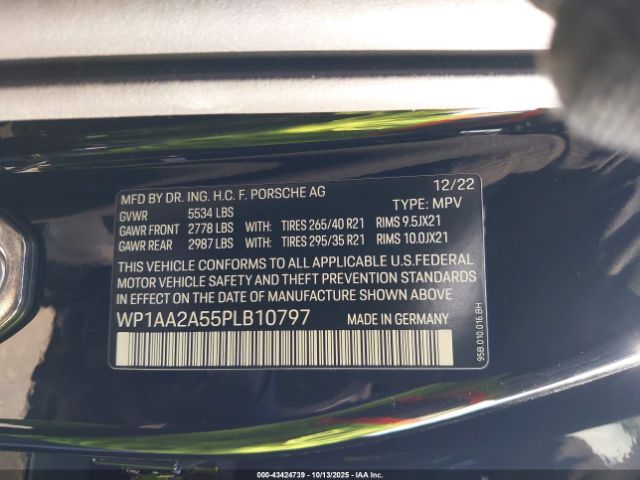 MFD BY DR. ING. H.C. F. PORSCHE AG 12/22
GVWR 5534 LBS TYPE: MPV
GAWR FRONT 2778 LBS WITH: TIRES 265/40 R21 RIMS 9.5JX21
GAWR REAR 2987 LBS WITH: TIRES 295/35 R21 RIMS 10.0JX21
THIS VEHICLE CONFORMS TO ALL APPLICABLE U.S.FEDERAL
MOTOR VEHICLE SAFETY AND THEFT PREVENTION STANDARDS
IN EFFECT ON THE DATE OF MANUFACTURE SHOWN ABOVE.
WP1AA2A55PLB10797
95B.010.016.BH
000-43424739 - 10/13/2025 - IAA Inc.